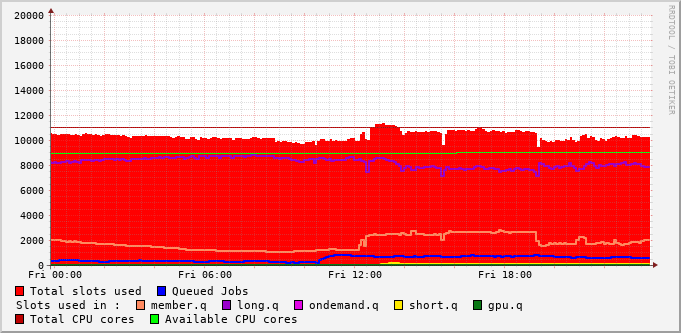 20000
18000
16000
14000
12000
10000
8000
6000
4000
2000
0
Fri 00:00 Fri 06:00 Fri 12:00 Fri 18:00
Total slots used Queued Jobs
Slots used in : member.q long.q ondemand.q short.q gpu.q
Total CPU cores Available CPU cores
RRDTOOL / TOBI OETIKER